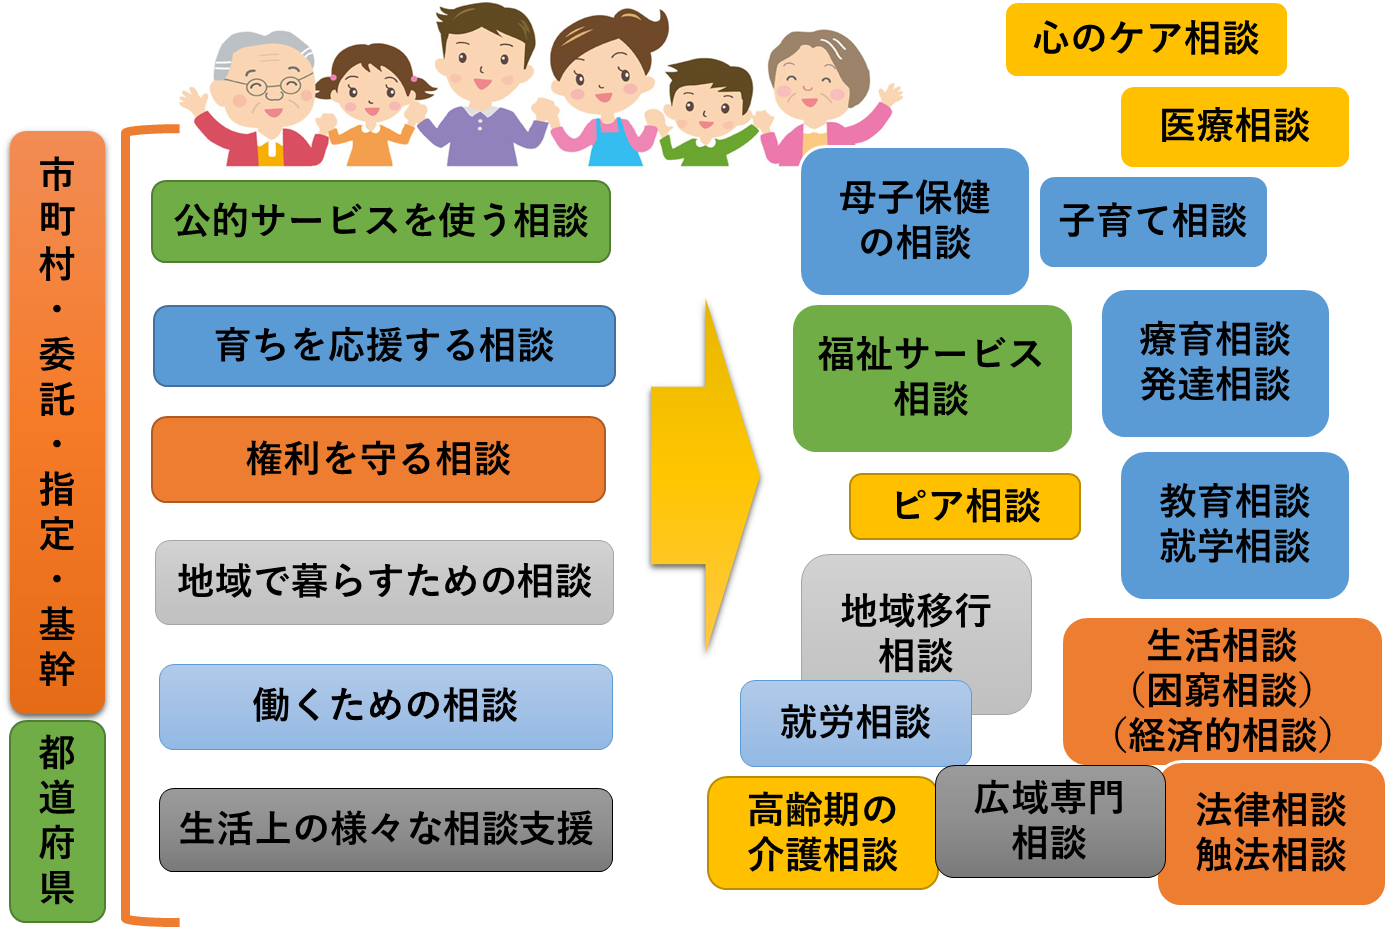 市町村・委託・指定・基幹
都道府県
公的サービスを使う相談
育ちを応援する相談
権利を守る相談
地域で暮らすための相談
働くための相談
生活上の様々な相談支援
心のケア相談
医療相談
母子保健
の相談
子育て相談
福祉サービス
相談
療育相談
発達相談
ピア相談
教育相談
就学相談
地域移行
相談
就労相談
生活相談
（困窮相談）
（経済的相談）
高齢期の
介護相談
広域専門
相談
法律相談
触法相談